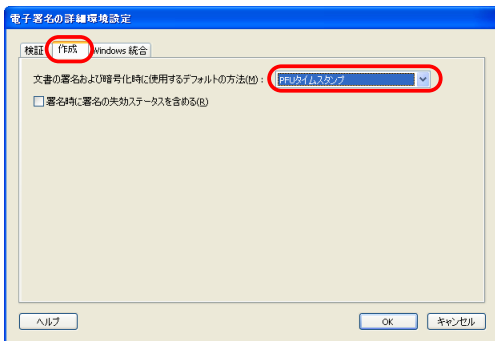 電子署名の詳細環境設定
検証 作成 Windows 統合
文書の署名および暗号化時に使用するデフォルトの方法(M)： PFUタイムスタンプ
署名時に署名の失効ステータスを含める(R)
ヘルプ OK キャンセル